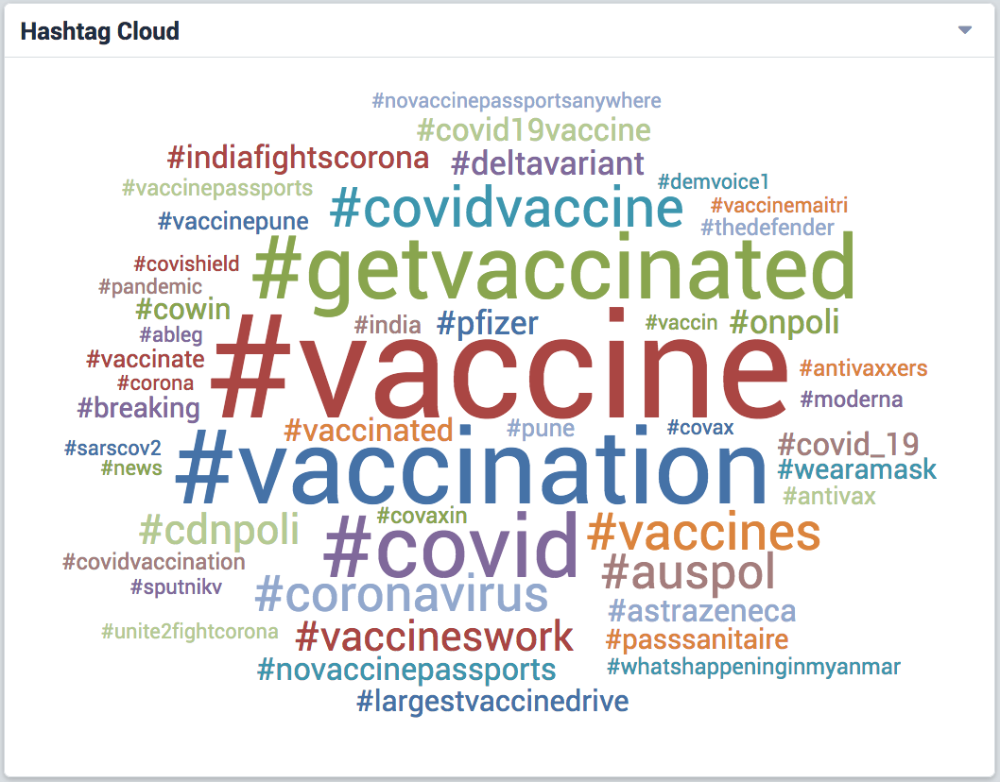 Hashtag Cloud
#novaccinepassportsanywhere
#covid19vaccine
#indiafightscorona
#deltavariant
#vaccinepassports
#demvoice1
#covidvaccine
#vaccinemaitri
#vaccinepune
#thedefender
#covishield
#getvaccinated
#pandemic
#cowin
#india
#pfizer
#vaccin
#onpoli
#ableg
#vaccinate
#vaccine
#antivaxxers
#corona
#breaking
#moderna
#vaccinated
#pune
#covax
#sarscov2
#covid_19
#news
#vaccination
#wearamask
#antivax
#covaxin
#cdnpoli
#covid
#vaccines
#covidvaccination
#auspol
#sputnikv
#coronavirus
#astrazeneca
#unite2fightcorona
#vaccineswork
#passsanitaire
#novaccinepassports
#whatshappeninginmyanmar
#largestvaccinedrive